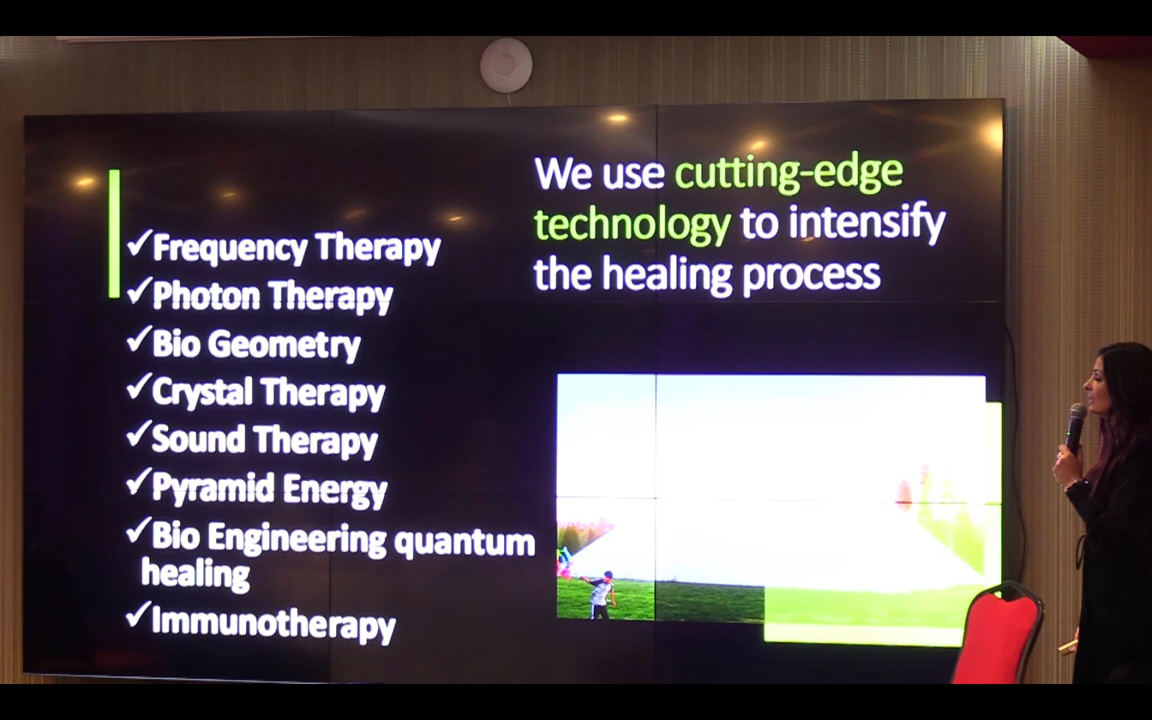 ✓Frequency Therapy
✓Photon Therapy
✓Bio Geometry
✓Crystal Therapy
✓Sound Therapy
✓Pyramid Energy
✓Bio Engineering quantum
healing
✓Immunotherapy
We use cutting-edge
technology to intensify
the healing process